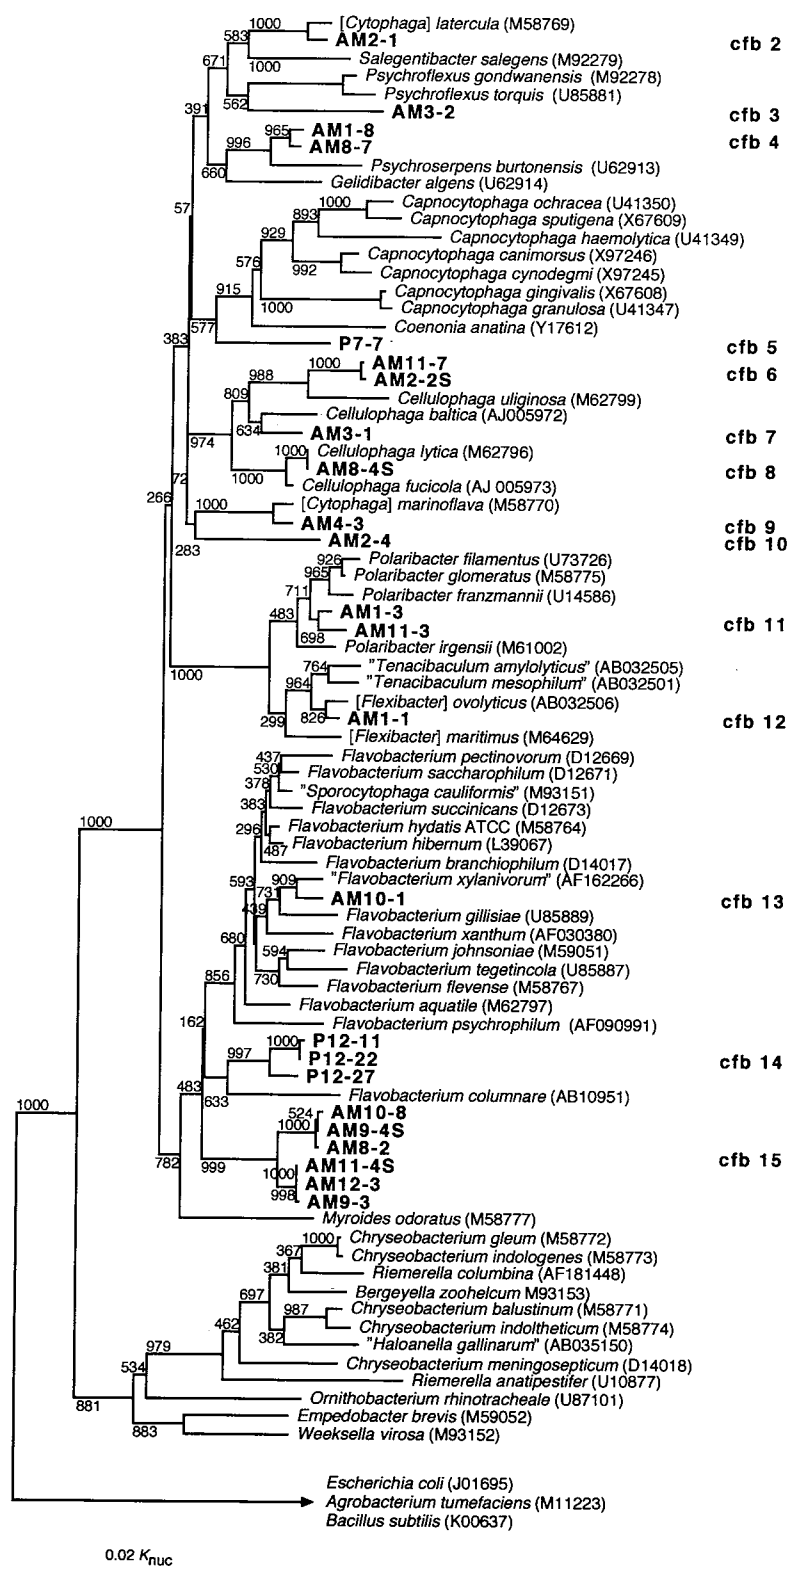 1000 [Cytophaga] latercula (M58769)
583 AM2-1 cfb 2
671 1000 Salegentibacter salegens (M92279)
Psychroflexus gondwanensis (M92278)
562 Psychroflexus torquis (U85881)
391 AM3-2 cfb 3
965 AM1-8 cfb 4
996 AM8-7
660 Psychroserpens burtonensis (U62913)
Gelidibacter algens (U62914)
57 1000 Capnocytophaga ochracea (U41350)
893 Capnocytophaga sputigena (X67609)
929 Capnocytophaga haemolytica (U41349)
576 992 Capnocytophaga canimorsus (X97246)
Capnocytophaga cynodegmi (X97245)
915 1000 Capnocytophaga gingivalis (X67608)
Capnocytophaga granulosa (U41347)
577 Coenonia anatina (Y17612)
383 P7-7 cfb 5
1000 AM11-7 cfb 6
988 AM2-2S
809 Cellulophaga uliginosa (M62799)
Cellulophaga baltica (AJ005972)
974 634 AM3-1 cfb 7
1000 Cellulophaga lytica (M62796)
1000 AM8-4S cfb 8
72 Cellulophaga fucicola (AJ 005973)
266 1000 [Cytophaga] marinoflava (M58770)
AM4-3 cfb 9
283 AM2-4 cfb 10
926 Polaribacter filamentus (U73726)
965 Polaribacter glomeratus (M58775)
711 Polaribacter franzmannii (U14586)
483 AM1-3
698 AM11-3 cfb 11
Polaribacter irgensii (M61002)
1000 764 "Tenacibaculum amylolyticus" (AB032505)
964 "Tenacibaculum mesophilum" (AB032501)
[Flexibacter] ovolyticus (AB032506)
299 826 AM1-1 cfb 12
[Flexibacter] maritimus (M64629)
437 Flavobacterium pectinovorum (D12669)
530 Flavobacterium saccharophilum (D12671)
378 "Sporocytophaga cauliformis" (M93151)
383 Flavobacterium succinicans (D12673)
1000 296 Flavobacterium hydatis ATCC (M58764)
487 Flavobacterium hibernum (L39067)
Flavobacterium branchiophilum (D14017)
593 909 "Flavobacterium xylanivorum" (AF162266)
731 AM10-1 cfb 13
439 Flavobacterium gillisiae (U85889)
680 Flavobacterium xanthum (AF030380)
594 Flavobacterium johnsoniae (M59051)
Flavobacterium tegetincola (U85887)
856 730 Flavobacterium flevense (M58767)
Flavobacterium aquatile (M62797)
162 Flavobacterium psychrophilum (AF090991)
1000 P12-11
997 P12-22 cfb 14
P12-27
483 633 Flavobacterium columnare (AB10951)
1000 524 AM10-8
1000 AM9-4S
AM8-2
782 999 1000 AM11-4S cfb 15
AM12-3
998 AM9-3
Myroides odoratus (M58777)
1000 Chryseobacterium gleum (M58772)
367 Chryseobacterium indologenes (M58773)
381 Riemerella columbina (AF181448)
697 Bergeyella zoohelcum M93153)
987 Chryseobacterium balustinum (M58771)
462 Chryseobacterium indoltheticum (M58774)
382 "Haloanella gallinarum" (AB035150)
979 Chryseobacterium meningosepticum (D14018)
534 Riemerella anatipestifer (U10877)
881 Ornithobacterium rhinotracheale (U87101)
Empedobacter brevis (M59052)
883 Weeksella virosa (M93152)
Escherichia coli (J01695)
Agrobacterium tumefaciens (M11223)
Bacillus subtilis (K00637)
0.02 Knuc